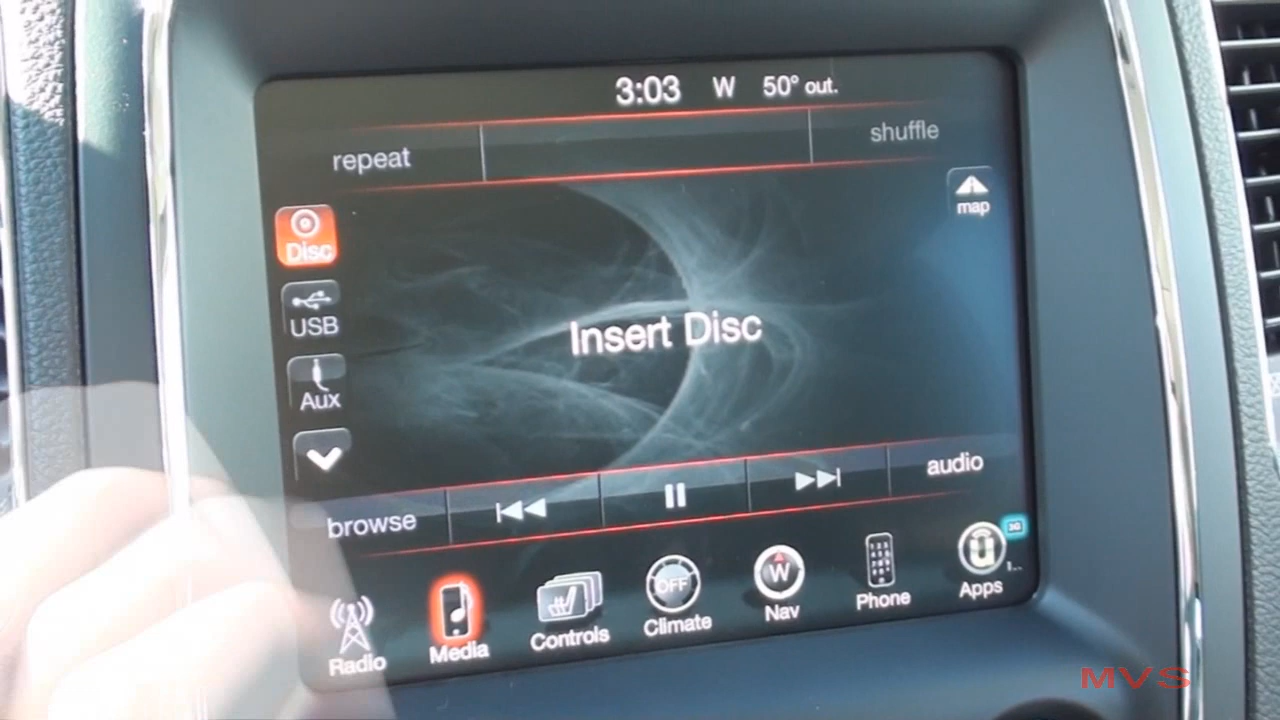 3:03 W 50° out.
repeat shuffle
map
Disc
USB
Insert Disc
Aux
browse audio
Radio Media Controls OFF Climate W Nav Phone Apps
3G
MVS